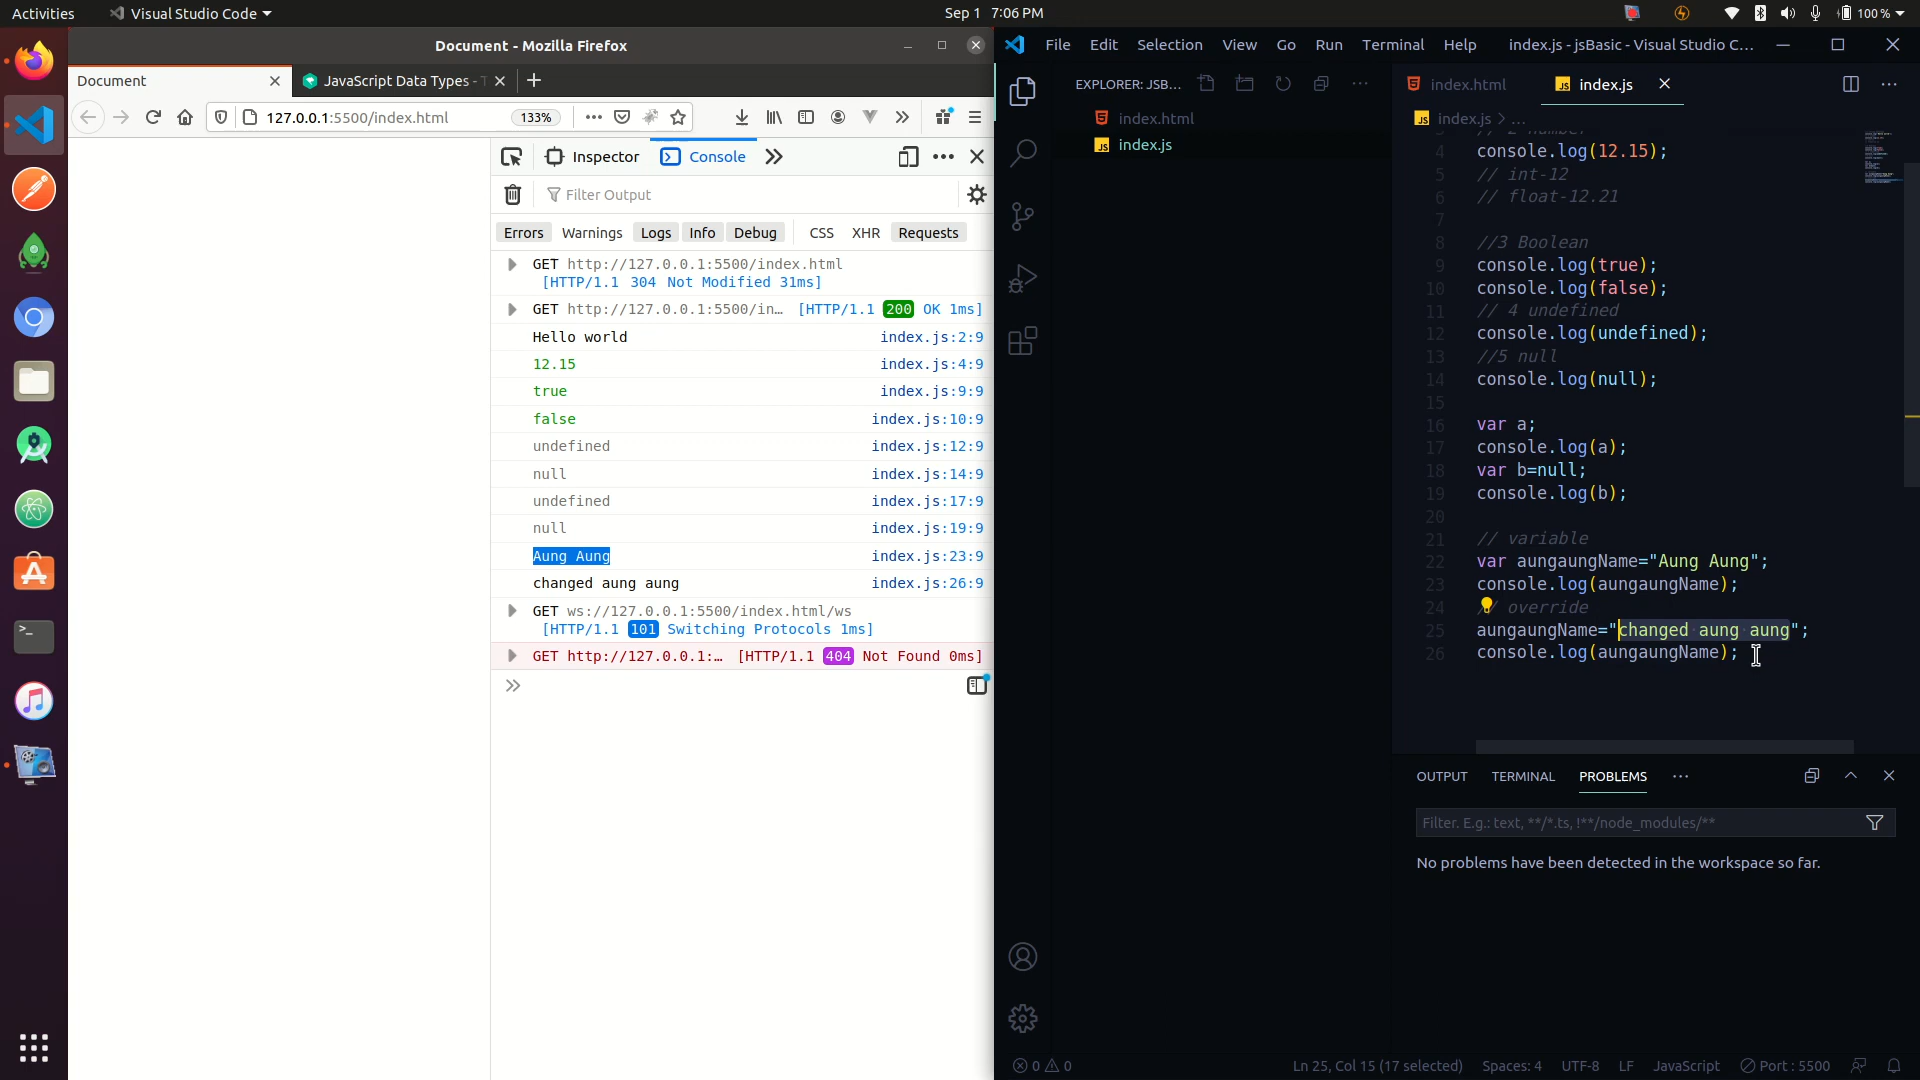 Activities
Visual Studio Code
Sep 1 7:06 PM
100 %
Document - Mozilla Firefox
Document
JavaScript Data Types -
127.0.0.1:5500/index.html
133%
Inspector
Console
Filter Output
Errors Warnings Logs Info Debug CSS XHR Requests
GET http://127.0.0.1:5500/index.html
[HTTP/1.1 304 Not Modified 31ms]
GET http://127.0.0.1:5500/in… [HTTP/1.1 200 OK 1ms]
Hello world index.js:2:9
12.15 index.js:4:9
true index.js:9:9
false index.js:10:9
undefined index.js:12:9
null index.js:14:9
undefined index.js:17:9
null index.js:19:9
Aung Aung index.js:23:9
changed aung aung index.js:26:9
GET ws://127.0.0.1:5500/index.html/ws
[HTTP/1.1 101 Switching Protocols 1ms]
GET http://127.0.0.1:… [HTTP/1.1 404 Not Found 0ms]
File Edit Selection View Go Run Terminal Help
index.js - jsBasic - Visual Studio C...
EXPLORER: JSB...
index.html
index.js
index.html
index.js
index.js > ...
4 console.log(12.15);
5 // int-12
6 // float-12.21
7
8 //3 Boolean
9 console.log(true);
10 console.log(false);
11 // 4 undefined
12 console.log(undefined);
13 //5 null
14 console.log(null);
15
16 var a;
17 console.log(a);
18 var b=null;
19 console.log(b);
20
21 // variable
22 var aungaungName="Aung Aung";
23 console.log(aungaungName);
24 // override
25 aungaungName="changed aung aung";
26 console.log(aungaungName);
OUTPUT TERMINAL PROBLEMS
Filter. E.g.: text, **/*.ts, !**/node_modules/**
No problems have been detected in the workspace so far.
0 0
Ln 25, Col 15 (17 selected)
Spaces: 4
UTF-8
LF
JavaScript
Port : 5500